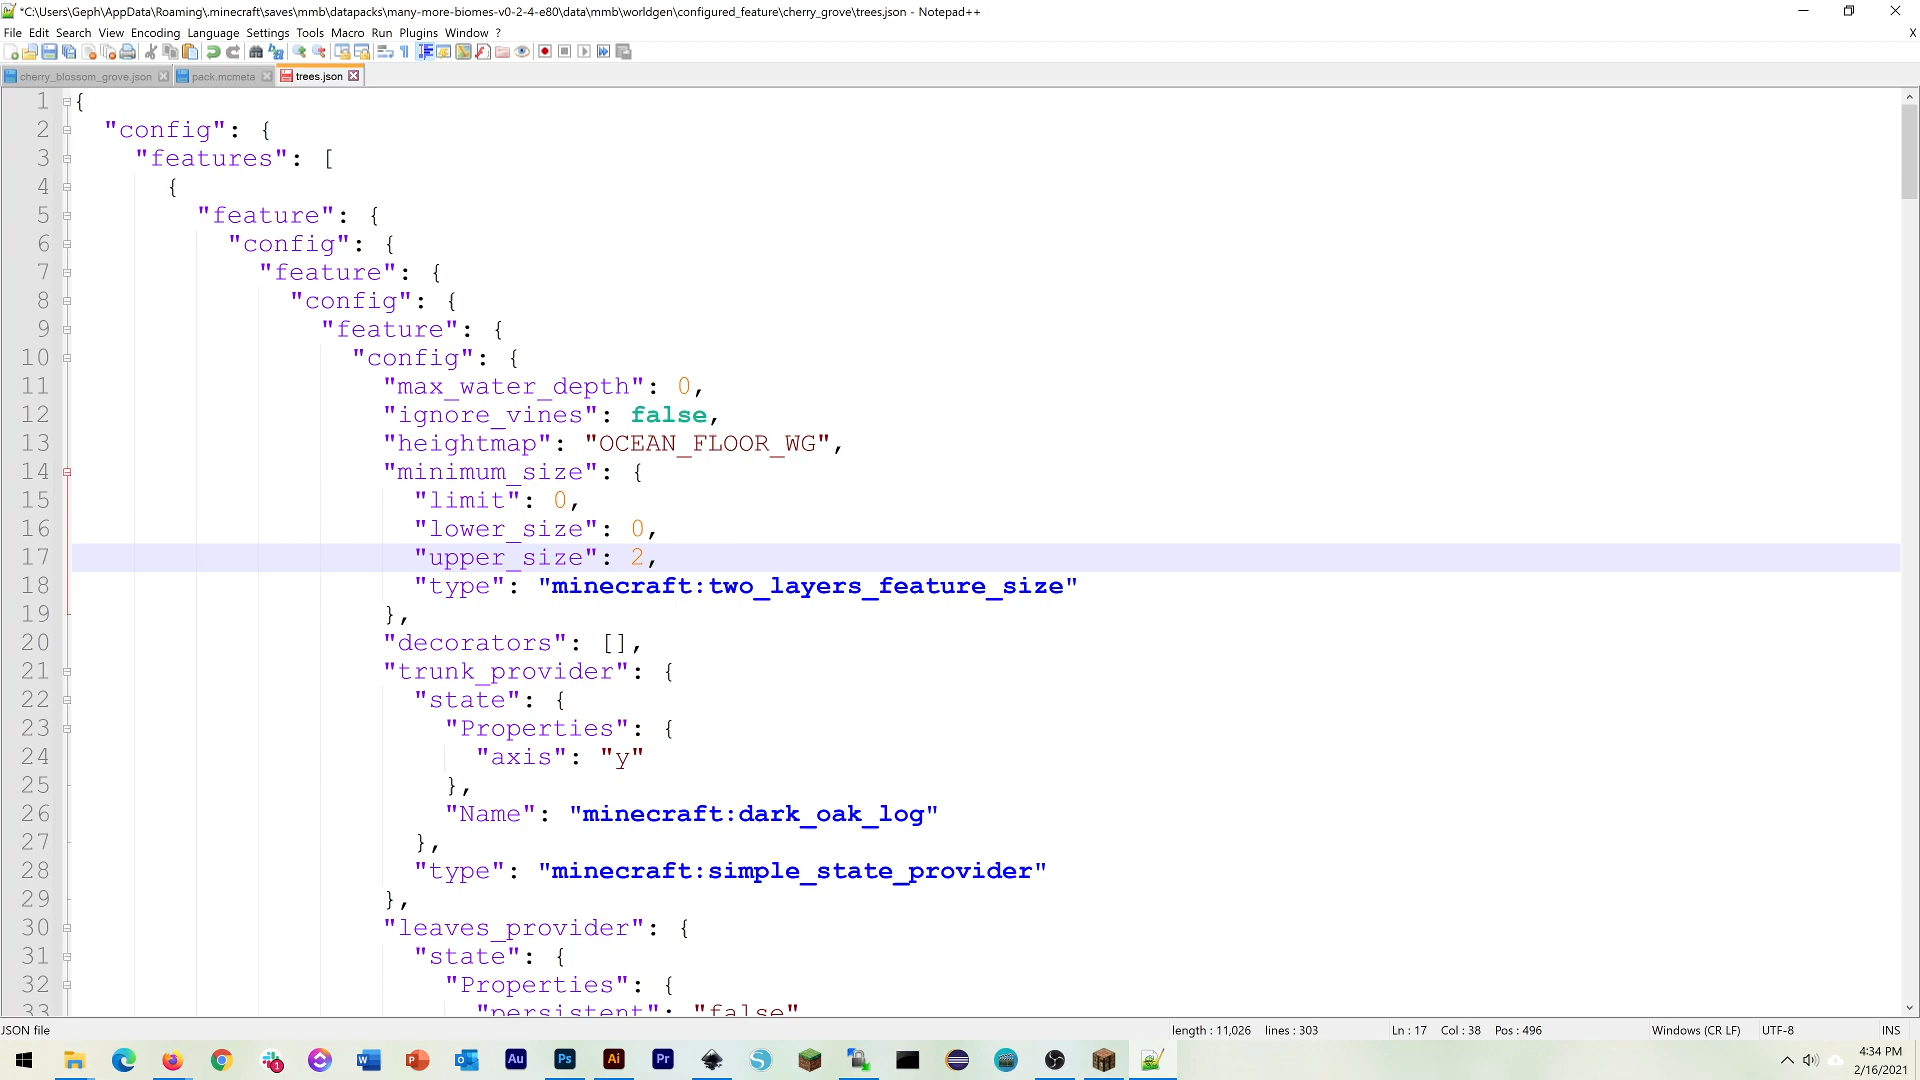 *C:\Users\Geph\AppData\Roaming\.minecraft\saves\mmb\datapacks\many-more-biomes-v0-2-4-e80\data\mmb\worldgen\configured_feature\cherry_grove\trees.json - Notepad++
File Edit Search View Encoding Language Settings Tools Macro Run Plugins Window ? X
cherry_blossom_grove.json pack.mcmeta trees.json
1 {
2 "config": {
3 "features": [
4 {
5 "feature": {
6 "config": {
7 "feature": {
8 "config": {
9 "feature": {
10 "config": {
11 "max_water_depth": 0,
12 "ignore_vines": false,
13 "heightmap": "OCEAN_FLOOR_WG",
14 "minimum_size": {
15 "limit": 0,
16 "lower_size": 0,
17 "upper_size": 2,
18 "type": "minecraft:two_layers_feature_size"
19 },
20 "decorators": [],
21 "trunk_provider": {
22 "state": {
23 "Properties": {
24 "axis": "y"
25 },
26 "Name": "minecraft:dark_oak_log"
27 },
28 "type": "minecraft:simple_state_provider"
29 },
30 "leaves_provider": {
31 "state": {
32 "Properties": {
33 "persistent": "false"
JSON file length : 11,026 lines : 303 Ln : 17 Col : 38 Pos : 496 Windows (CR LF) UTF-8 INS
Au Ps Ai Pr
4:34 PM
2/16/2021